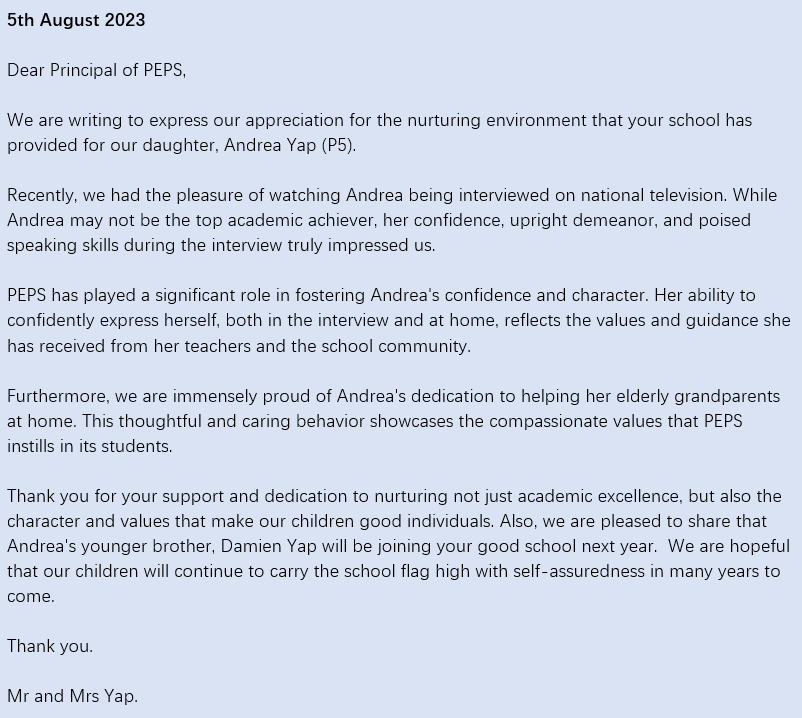 5th August 2023
Dear Principal of PEPS,
We are writing to express our appreciation for the nurturing environment that your school has
provided for our daughter, Andrea Yap (P5).
Recently, we had the pleasure of watching Andrea being interviewed on national television. While
Andrea may not be the top academic achiever, her confidence, upright demeanor, and poised
speaking skills during the interview truly impressed us.
PEPS has played a significant role in fostering Andrea's confidence and character. Her ability to
confidently express herself, both in the interview and at home, reflects the values and guidance she
has received from her teachers and the school community.
Furthermore, we are immensely proud of Andrea's dedication to helping her elderly grandparents
at home. This thoughtful and caring behavior showcases the compassionate values that PEPS
instills in its students.
Thank you for your support and dedication to nurturing not just academic excellence, but also the
character and values that make our children good individuals. Also, we are pleased to share that
Andrea's younger brother, Damien Yap will be joining your good school next year.  We are hopeful
that our children will continue to carry the school flag high with self-assuredness in many years to
come.
Thank you.
Mr and Mrs Yap.